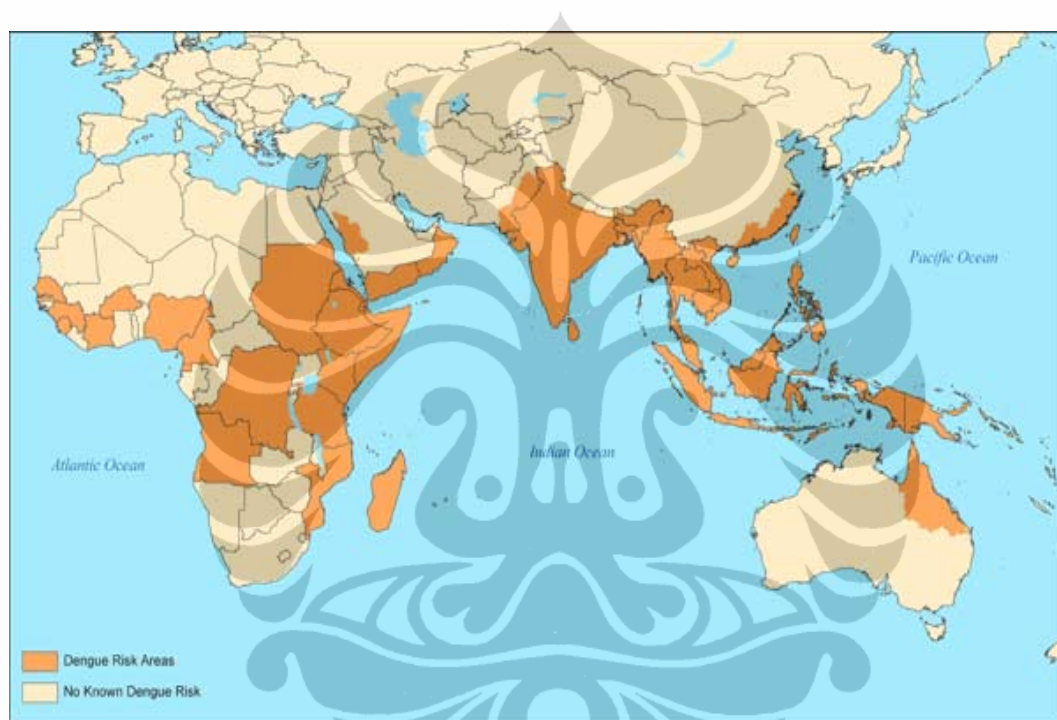 Pacific Ocean
Atlantic Ocean
Indian Ocean
Dengue Risk Areas
No Known Dengue Risk